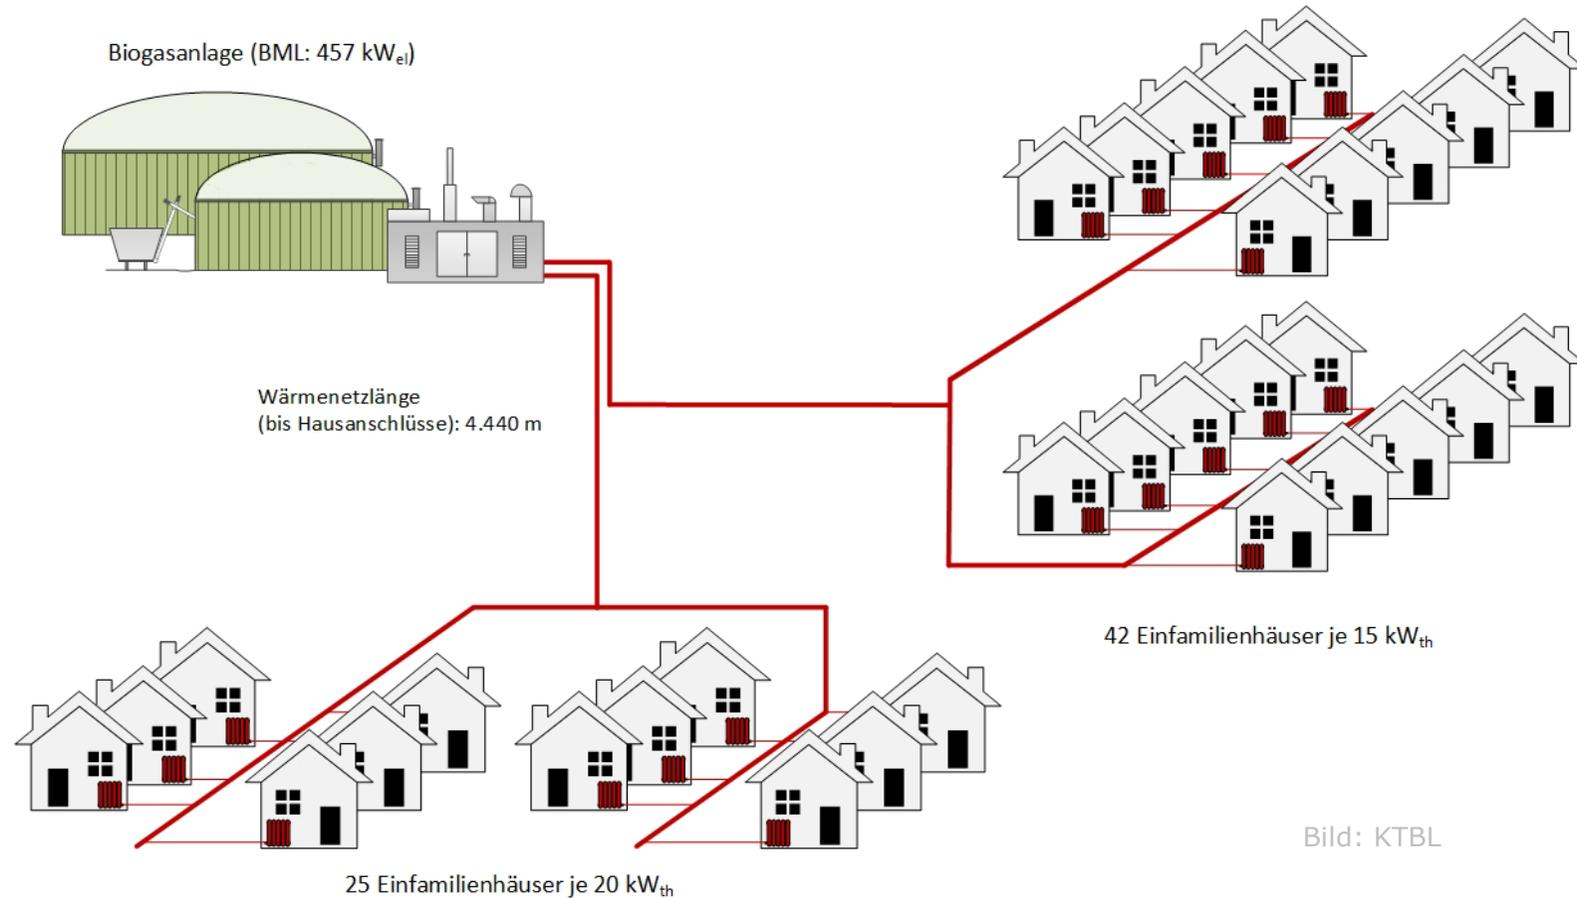 Biogasanlage (BML: 457 kWel)
Wärmenetzlänge
(bis Hausanschlüsse): 4.440 m
42 Einfamilienhäuser je 15 kWth
Bild: KTBL
25 Einfamilienhäuser je 20 kWth